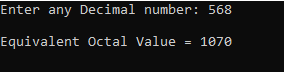 Enter any Decimal number: 568
Equivalent Octal Value = 1070